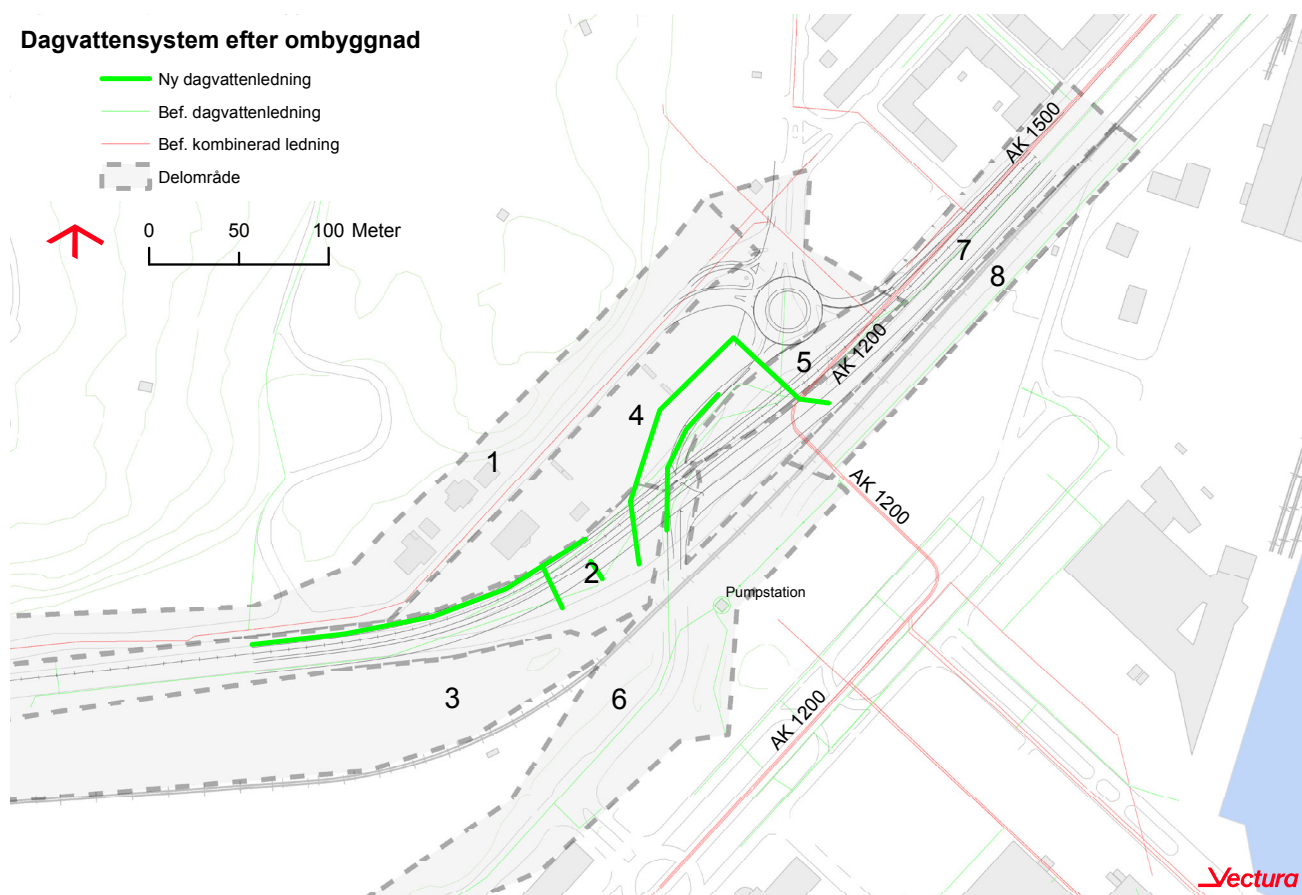 Dagvattensystem efter ombyggnad
Ny dagvattenledning
Bef. dagvattenledning
Bef. kombinerad ledning
Delområde
0 50 100 Meter
AK 1500
7
8
5
AK 1200
4
1
AK 1200
2
Pumpstation
3
6
AK 1200
Vectura